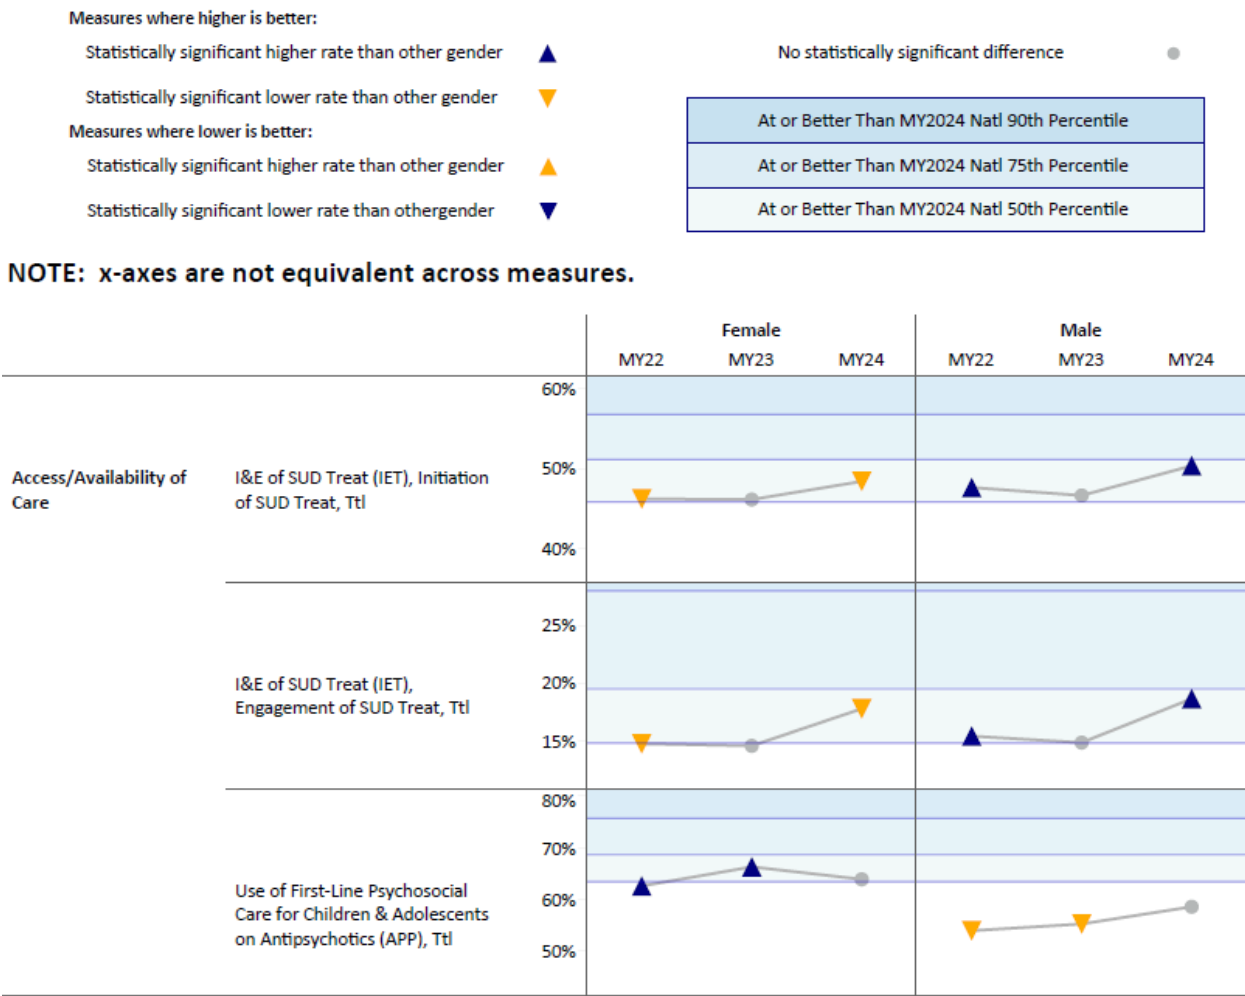 Measures where higher is better:
Statistically significant higher rate than other gender
No statistically significant difference
Statistically significant lower rate than other gender
Measures where lower is better:
Statistically significant higher rate than other gender
Statistically significant lower rate than othergender
At or Better Than MY2024 Natl 90th Percentile
At or Better Than MY2024 Natl 75th Percentile
At or Better Than MY2024 Natl 50th Percentile
NOTE: x-axes are not equivalent across measures.
Female
Male
MY22 MY23 MY24 MY22 MY23 MY24
Access/Availability of
Care
I&E of SUD Treat (IET), Initiation
of SUD Treat, Ttl
60%
50%
40%
I&E of SUD Treat (IET),
Engagement of SUD Treat, Ttl
25%
20%
15%
Use of First-Line Psychosocial
Care for Children & Adolescents
on Antipsychotics (APP), Ttl
80%
70%
60%
50%